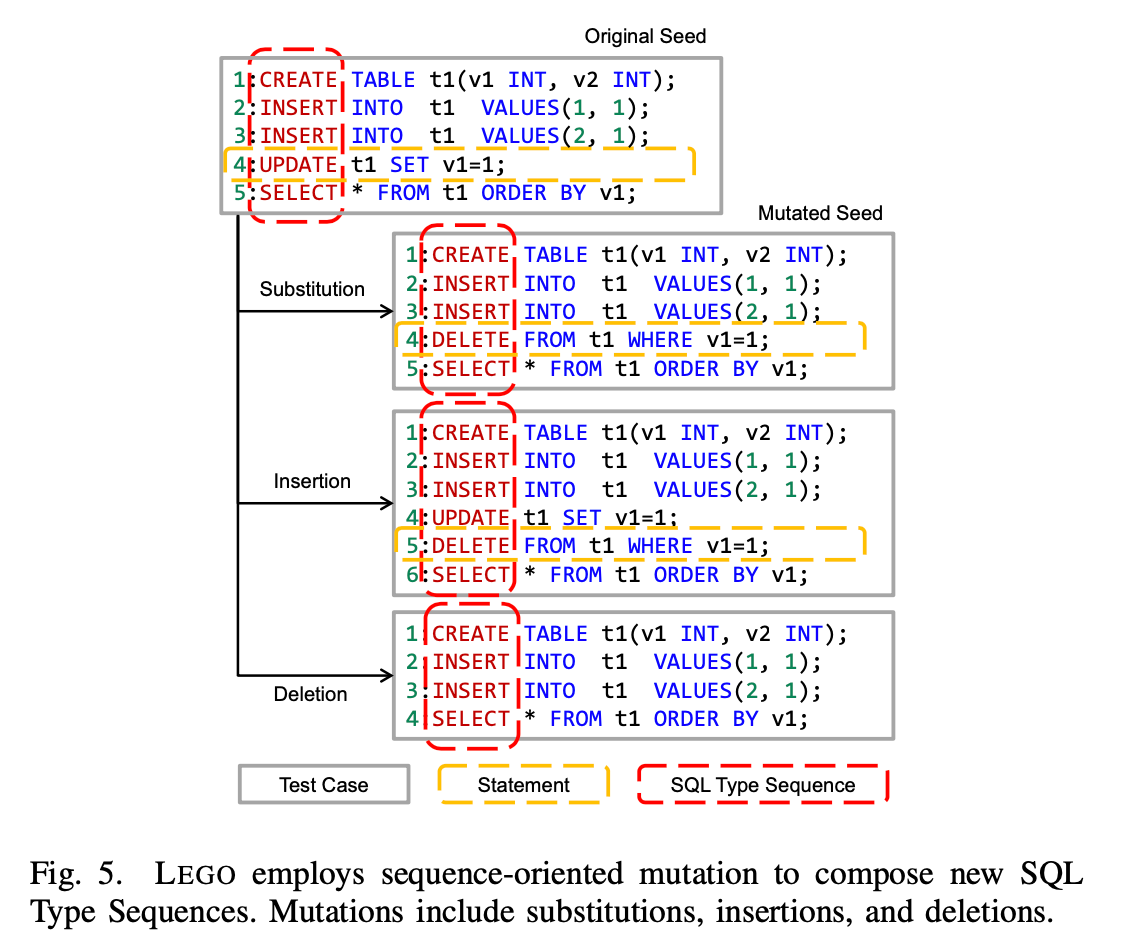 Original Seed
1:CREATE TABLE t1(v1 INT, v2 INT);
2:INSERT INTO t1 VALUES(1, 1);
3:INSERT INTO t1 VALUES(2, 1);
4:UPDATE t1 SET v1=1;
5:SELECT * FROM t1 ORDER BY v1;
Mutated Seed
Substitution
1:CREATE TABLE t1(v1 INT, v2 INT);
2:INSERT INTO t1 VALUES(1, 1);
3:INSERT INTO t1 VALUES(2, 1);
4:DELETE FROM t1 WHERE v1=1;
5:SELECT * FROM t1 ORDER BY v1;
Insertion
1:CREATE TABLE t1(v1 INT, v2 INT);
2:INSERT INTO t1 VALUES(1, 1);
3:INSERT INTO t1 VALUES(2, 1);
4:UPDATE t1 SET v1=1;
5:DELETE FROM t1 WHERE v1=1;
6:SELECT * FROM t1 ORDER BY v1;
Deletion
1:CREATE TABLE t1(v1 INT, v2 INT);
2:INSERT INTO t1 VALUES(1, 1);
3:INSERT INTO t1 VALUES(2, 1);
4:SELECT * FROM t1 ORDER BY v1;
Test Case
Statement
SQL Type Sequence
Fig. 5. LEGO employs sequence-oriented mutation to compose new SQL
Type Sequences. Mutations include substitutions, insertions, and deletions.